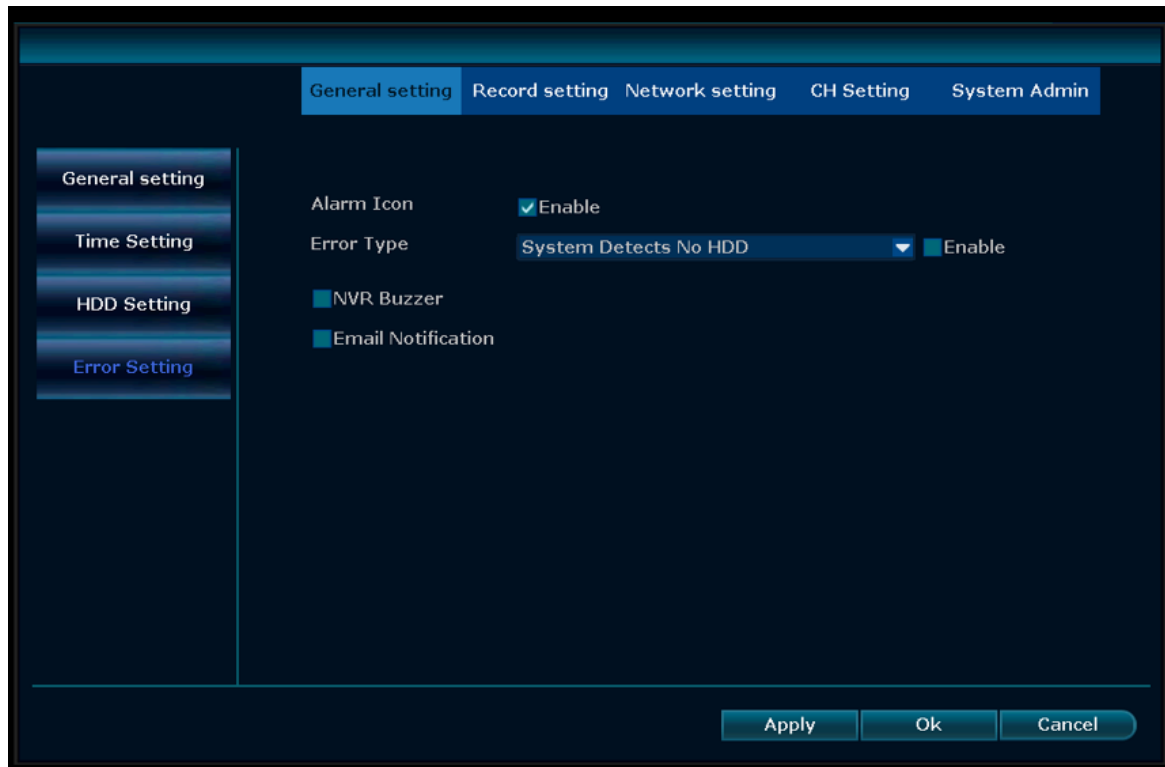 General setting Record setting Network setting CH Setting System Admin
General setting
Time Setting
HDD Setting
Error Setting
Alarm Icon Enable
Error Type System Detects No HDD Enable
NVR Buzzer
Email Notification
Apply Ok Cancel